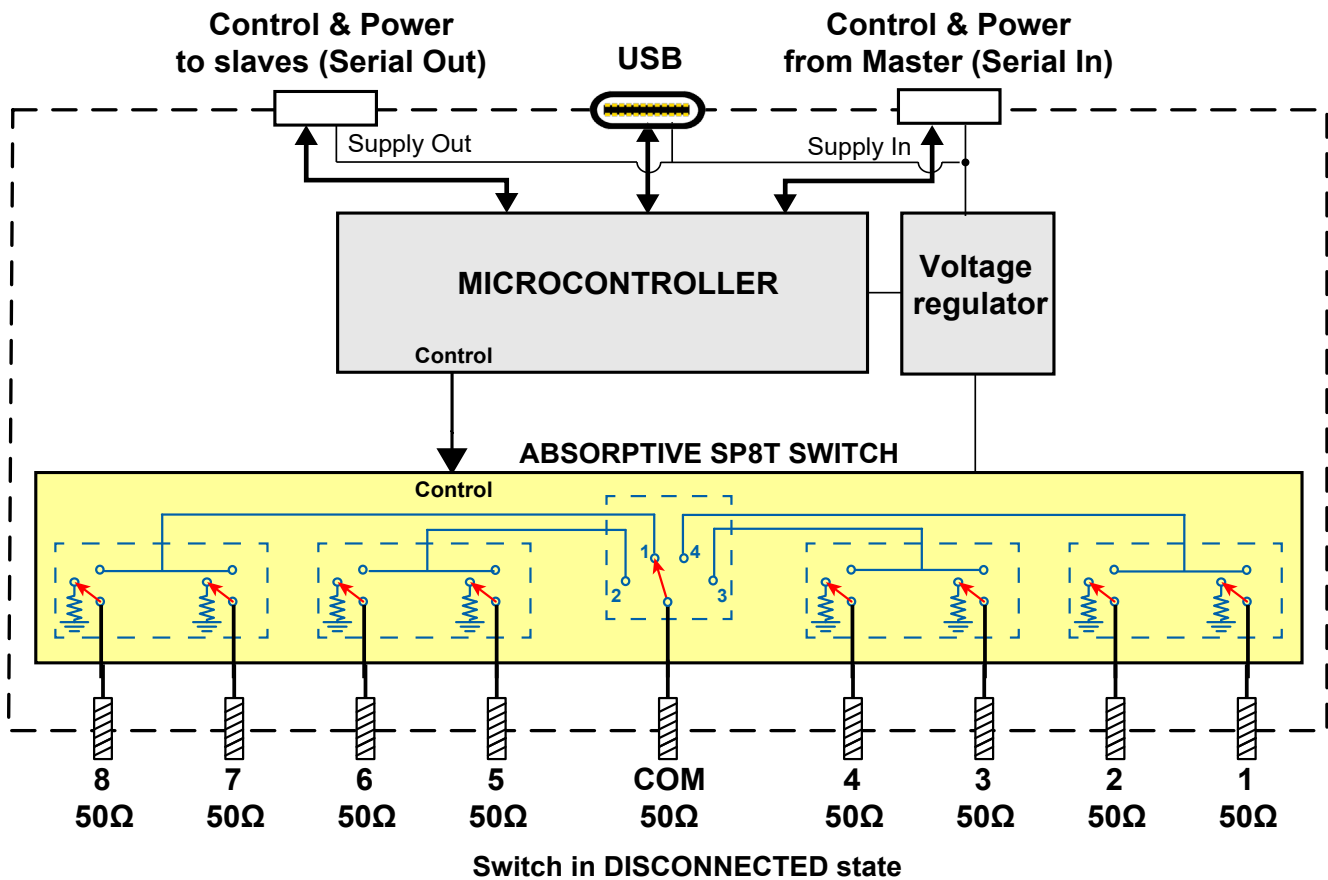 Control & Power
to slaves (Serial Out)
USB
Control & Power
from Master (Serial In)
Supply Out
Supply In
MICROCONTROLLER
Voltage
regulator
Control
ABSORPTIVE SP8T SWITCH
Control
1
4
2
3
8
7
6
5
COM
4
3
2
1
50Ω
50Ω
50Ω
50Ω
50Ω
50Ω
50Ω
50Ω
50Ω
Switch in DISCONNECTED state